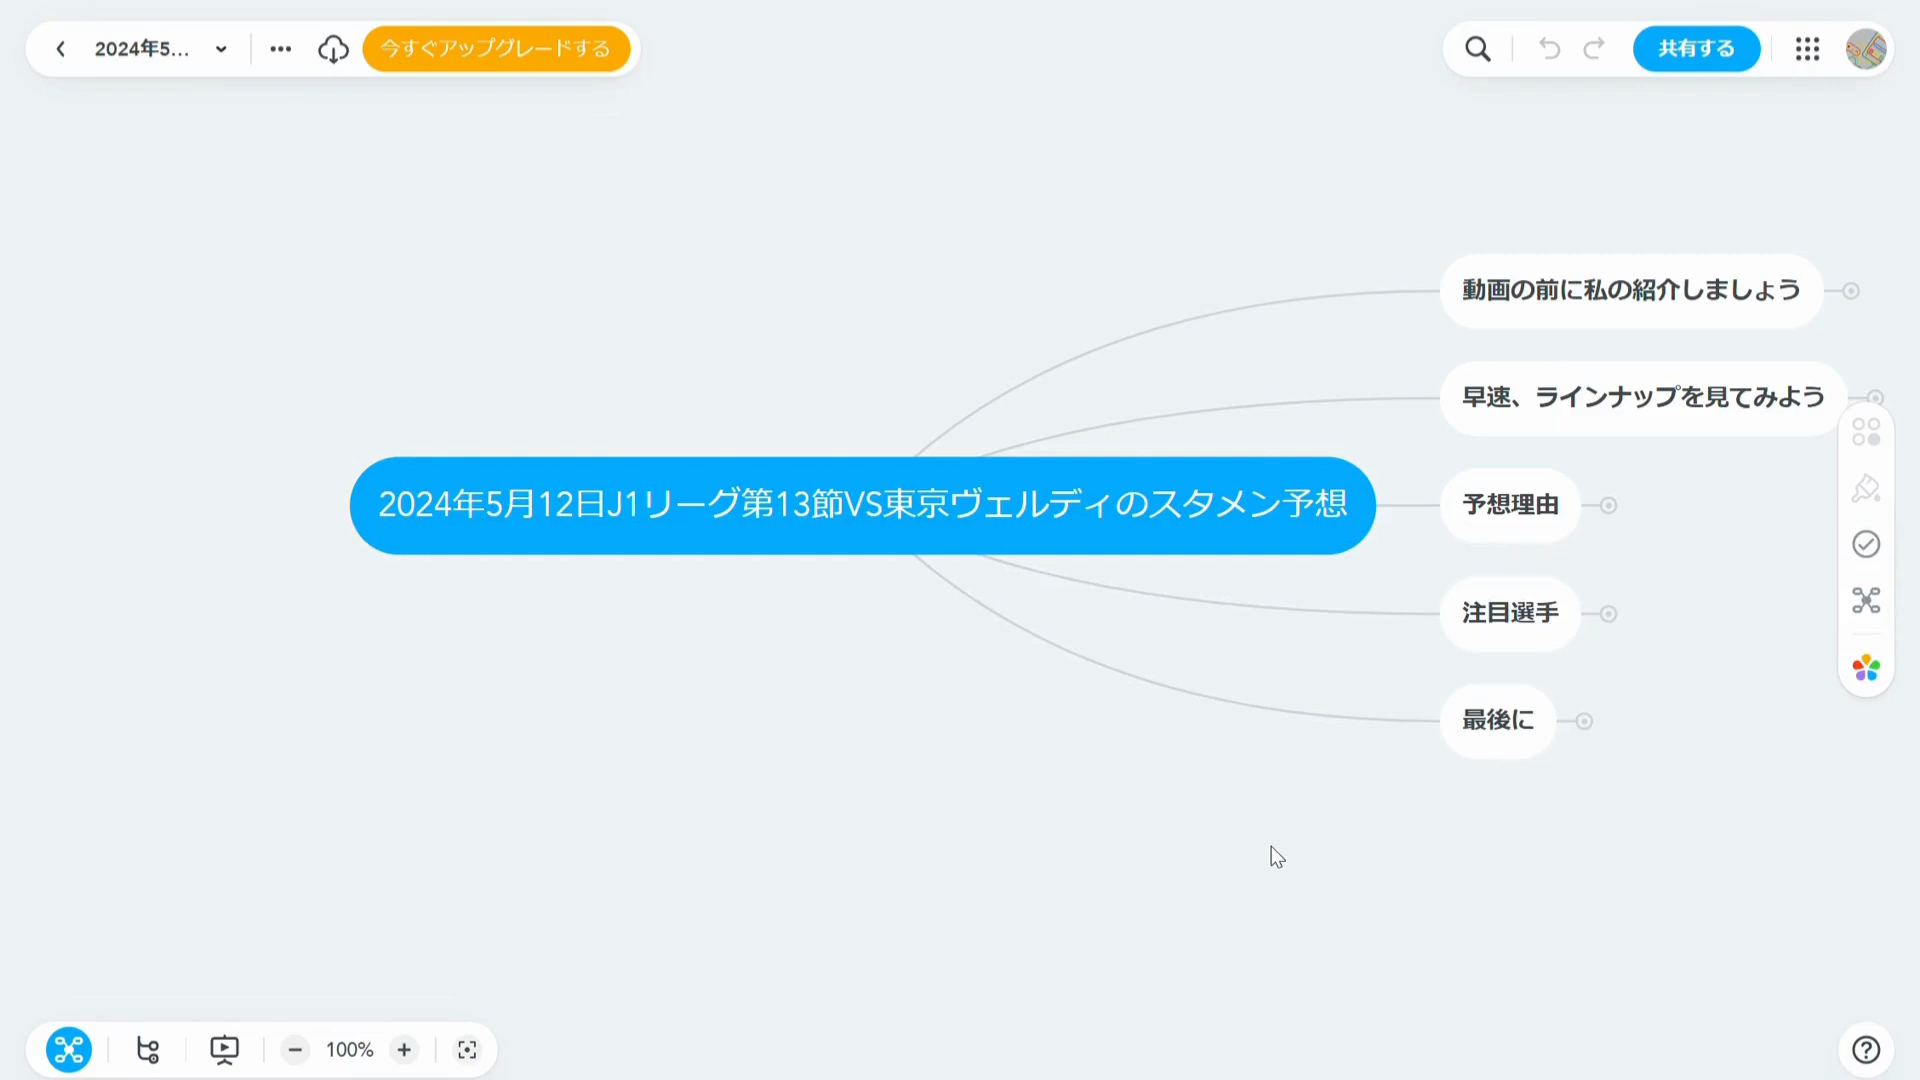 2024年5...
今すぐアップグレードする
共有する
動画の前に私の紹介しましょう
早速、ラインナップを見てみよう
2024年5月12日J1リーグ第13節VS東京ヴェルディのスタメン予想
予想理由
注目選手
最後に
100%